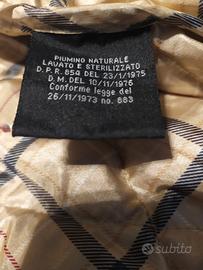 PIUMINO NATURALE
LAVATO E STERILIZZATO
D.P.R. 854 DEL 23/1/1975
D.M. DEL 10/11/1976
Conforme legge del
26/11/1973 no. 883
subito